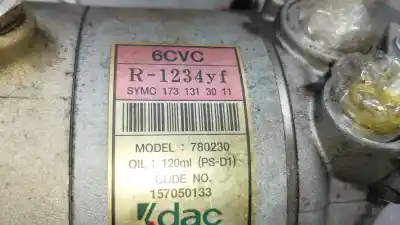 6CVC
R-1234yf
SYMC 173 131 30 11
MODEL : 780230
OIL : 120ml (PS-D1)
CODE NO.
157050133
dac